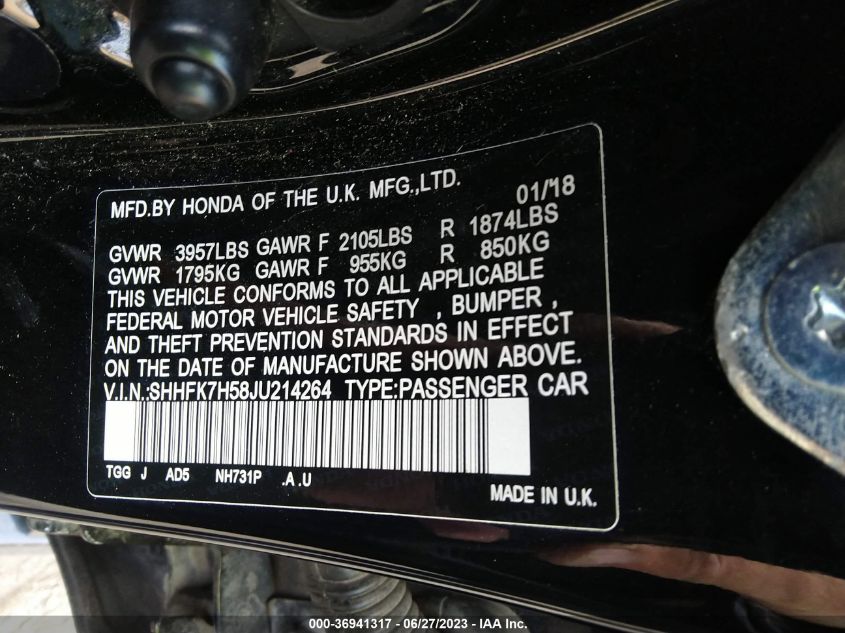 MFD.BY HONDA OF THE U.K. MFG.,LTD. 01/18
GVWR 3957LBS GAWR F 2105LBS R 1874LBS
GVWR 1795KG GAWR F 955KG R 850KG
THIS VEHICLE CONFORMS TO ALL APPLICABLE
FEDERAL MOTOR VEHICLE SAFETY , BUMPER ,
AND THEFT PREVENTION STANDARDS IN EFFECT
ON THE DATE OF MANUFACTURE SHOWN ABOVE.
V.I.N.:SHHFK7H58JU214264 TYPE:PASSENGER CAR
TGG J AD5 NH731P .A .U
MADE IN U.K.
000-36941317 - 06/27/2023 - IAA Inc.